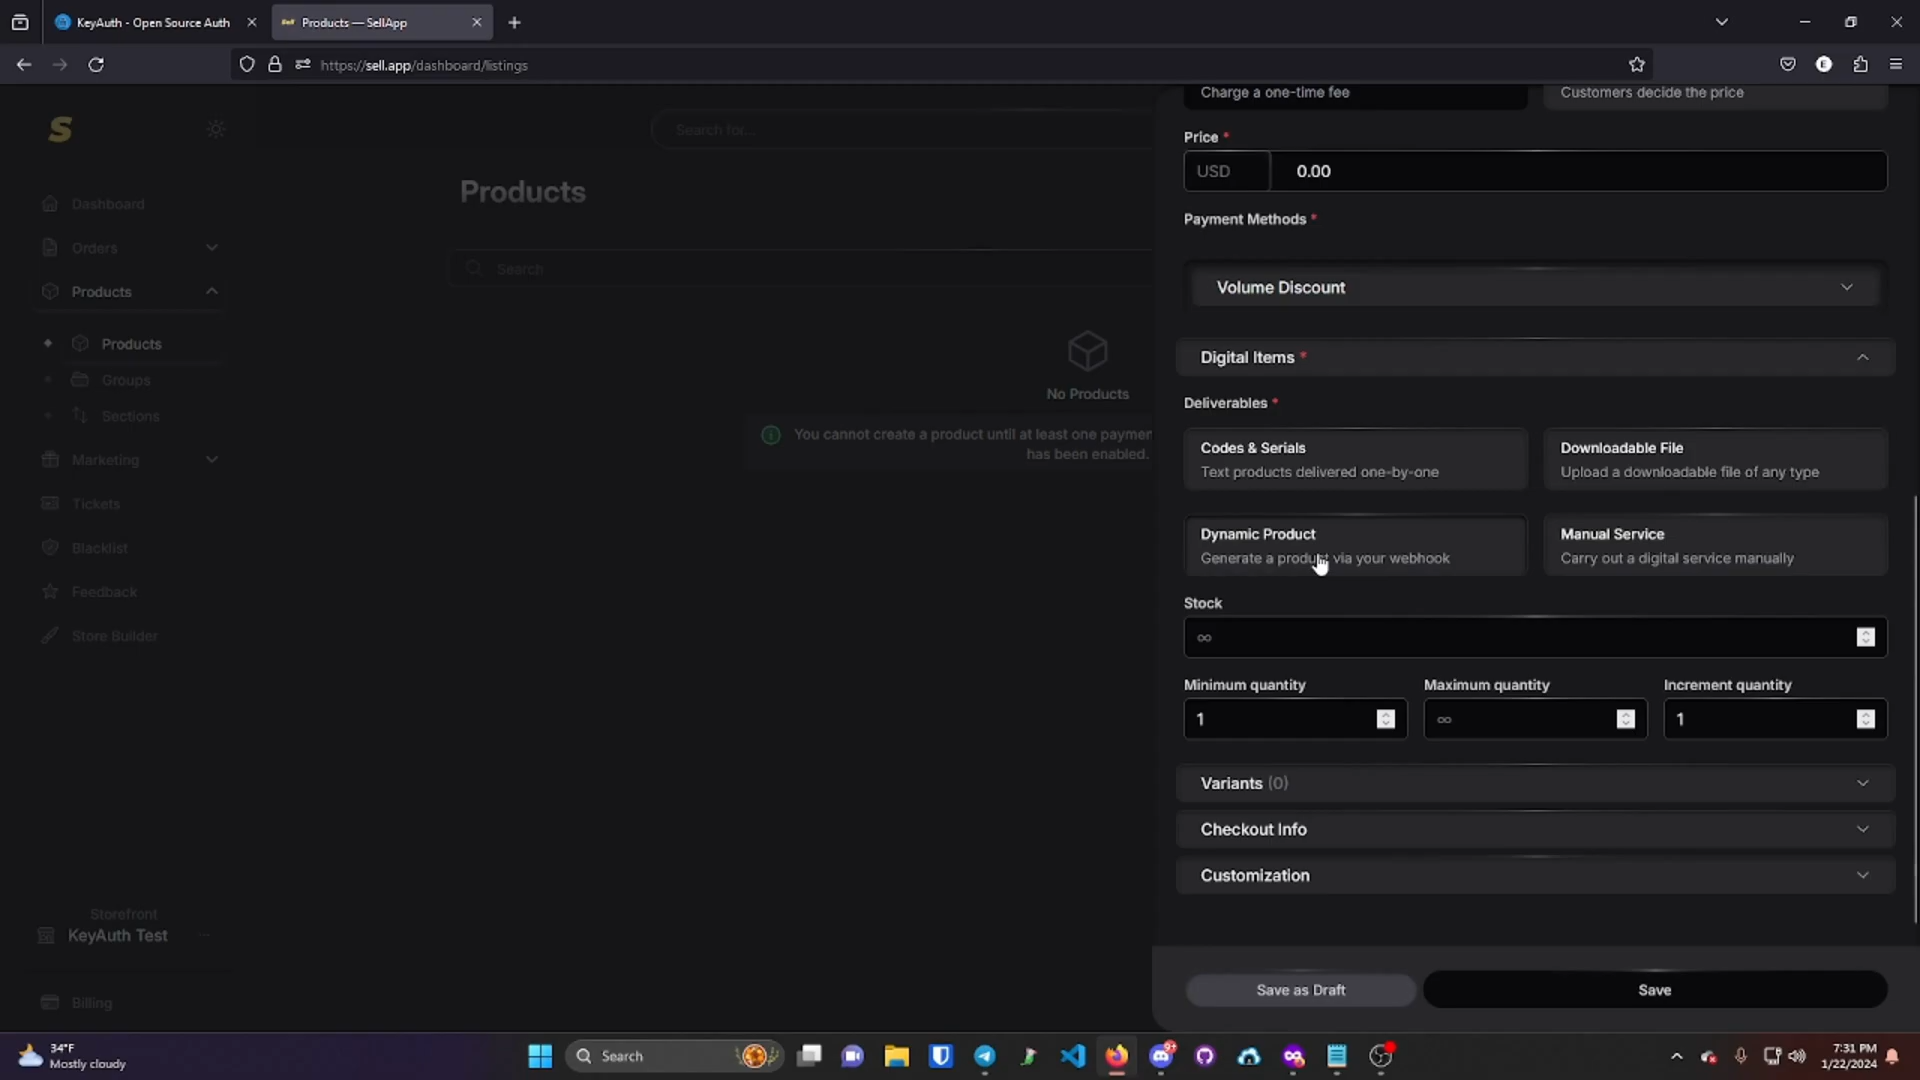 KeyAuth - Open Source Auth
Products — SellApp
https://sell.app/dashboard/listings
S
Search for...
Dashboard
Orders
Products
Products
Groups
Sections
Marketing
Tickets
Blacklist
Feedback
Store Builder
Storefront
KeyAuth Test
...
Billing
Products
Search
No Products
You cannot create a product until at least one paymen
has been enabled.
Charge a one-time fee
Customers decide the price
Price *
USD 0.00
Payment Methods *
Volume Discount
Digital Items *
Deliverables *
Codes & Serials
Text products delivered one-by-one
Downloadable File
Upload a downloadable file of any type
Dynamic Product
Generate a product via your webhook
Manual Service
Carry out a digital service manually
Stock
∞
Minimum quantity
1
Maximum quantity
∞
Increment quantity
1
Variants (0)
Checkout Info
Customization
Save as Draft
Save
34°F
Mostly cloudy
Search
9+
7:31 PM
1/22/2024